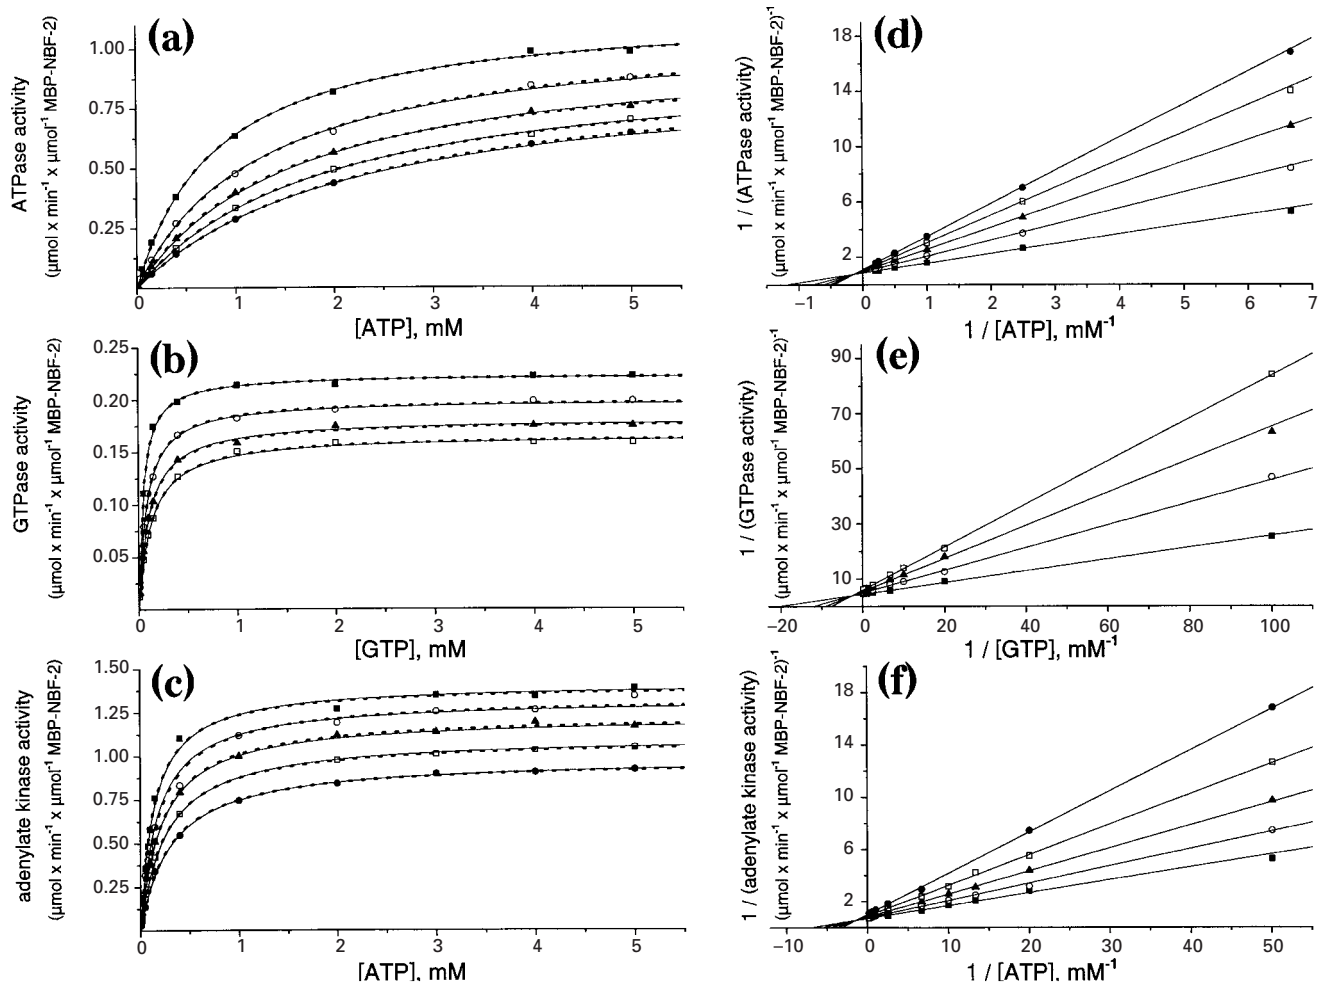 (a)
ATPase activity
(µmol x min⁻¹ x µmol⁻¹ MBP-NBF-2)
1.00
0.75
0.50
0.25
0 1 2 3 4 5
[ATP], mM
(d)
1 / (ATPase activity)
(µmol x min⁻¹ x µmol⁻¹ MBP-NBF-2)⁻¹
18
14
10
6
2
−1 0 1 2 3 4 5 6 7
1 / [ATP], mM⁻¹
(b)
GTPase activity
(µmol x min⁻¹ x µmol⁻¹ MBP-NBF-2)
0.25
0.20
0.15
0.10
0.05
0 1 2 3 4 5
[GTP], mM
(e)
1 / (GTPase activity)
(µmol x min⁻¹ x µmol⁻¹ MBP-NBF-2)⁻¹
90
70
50
30
10
−20 0 20 40 60 80 100
1 / [GTP], mM⁻¹
(c)
adenylate kinase activity
(µmol x min⁻¹ x µmol⁻¹ MBP-NBF-2)
1.50
1.25
1.00
0.75
0.50
0.25
0 1 2 3 4 5
[ATP], mM
(f)
1 / (adenylate kinase activity)
(µmol x min⁻¹ x µmol⁻¹ MBP-NBF-2)⁻¹
18
14
10
6
2
−10 0 10 20 30 40 50
1 / [ATP], mM⁻¹